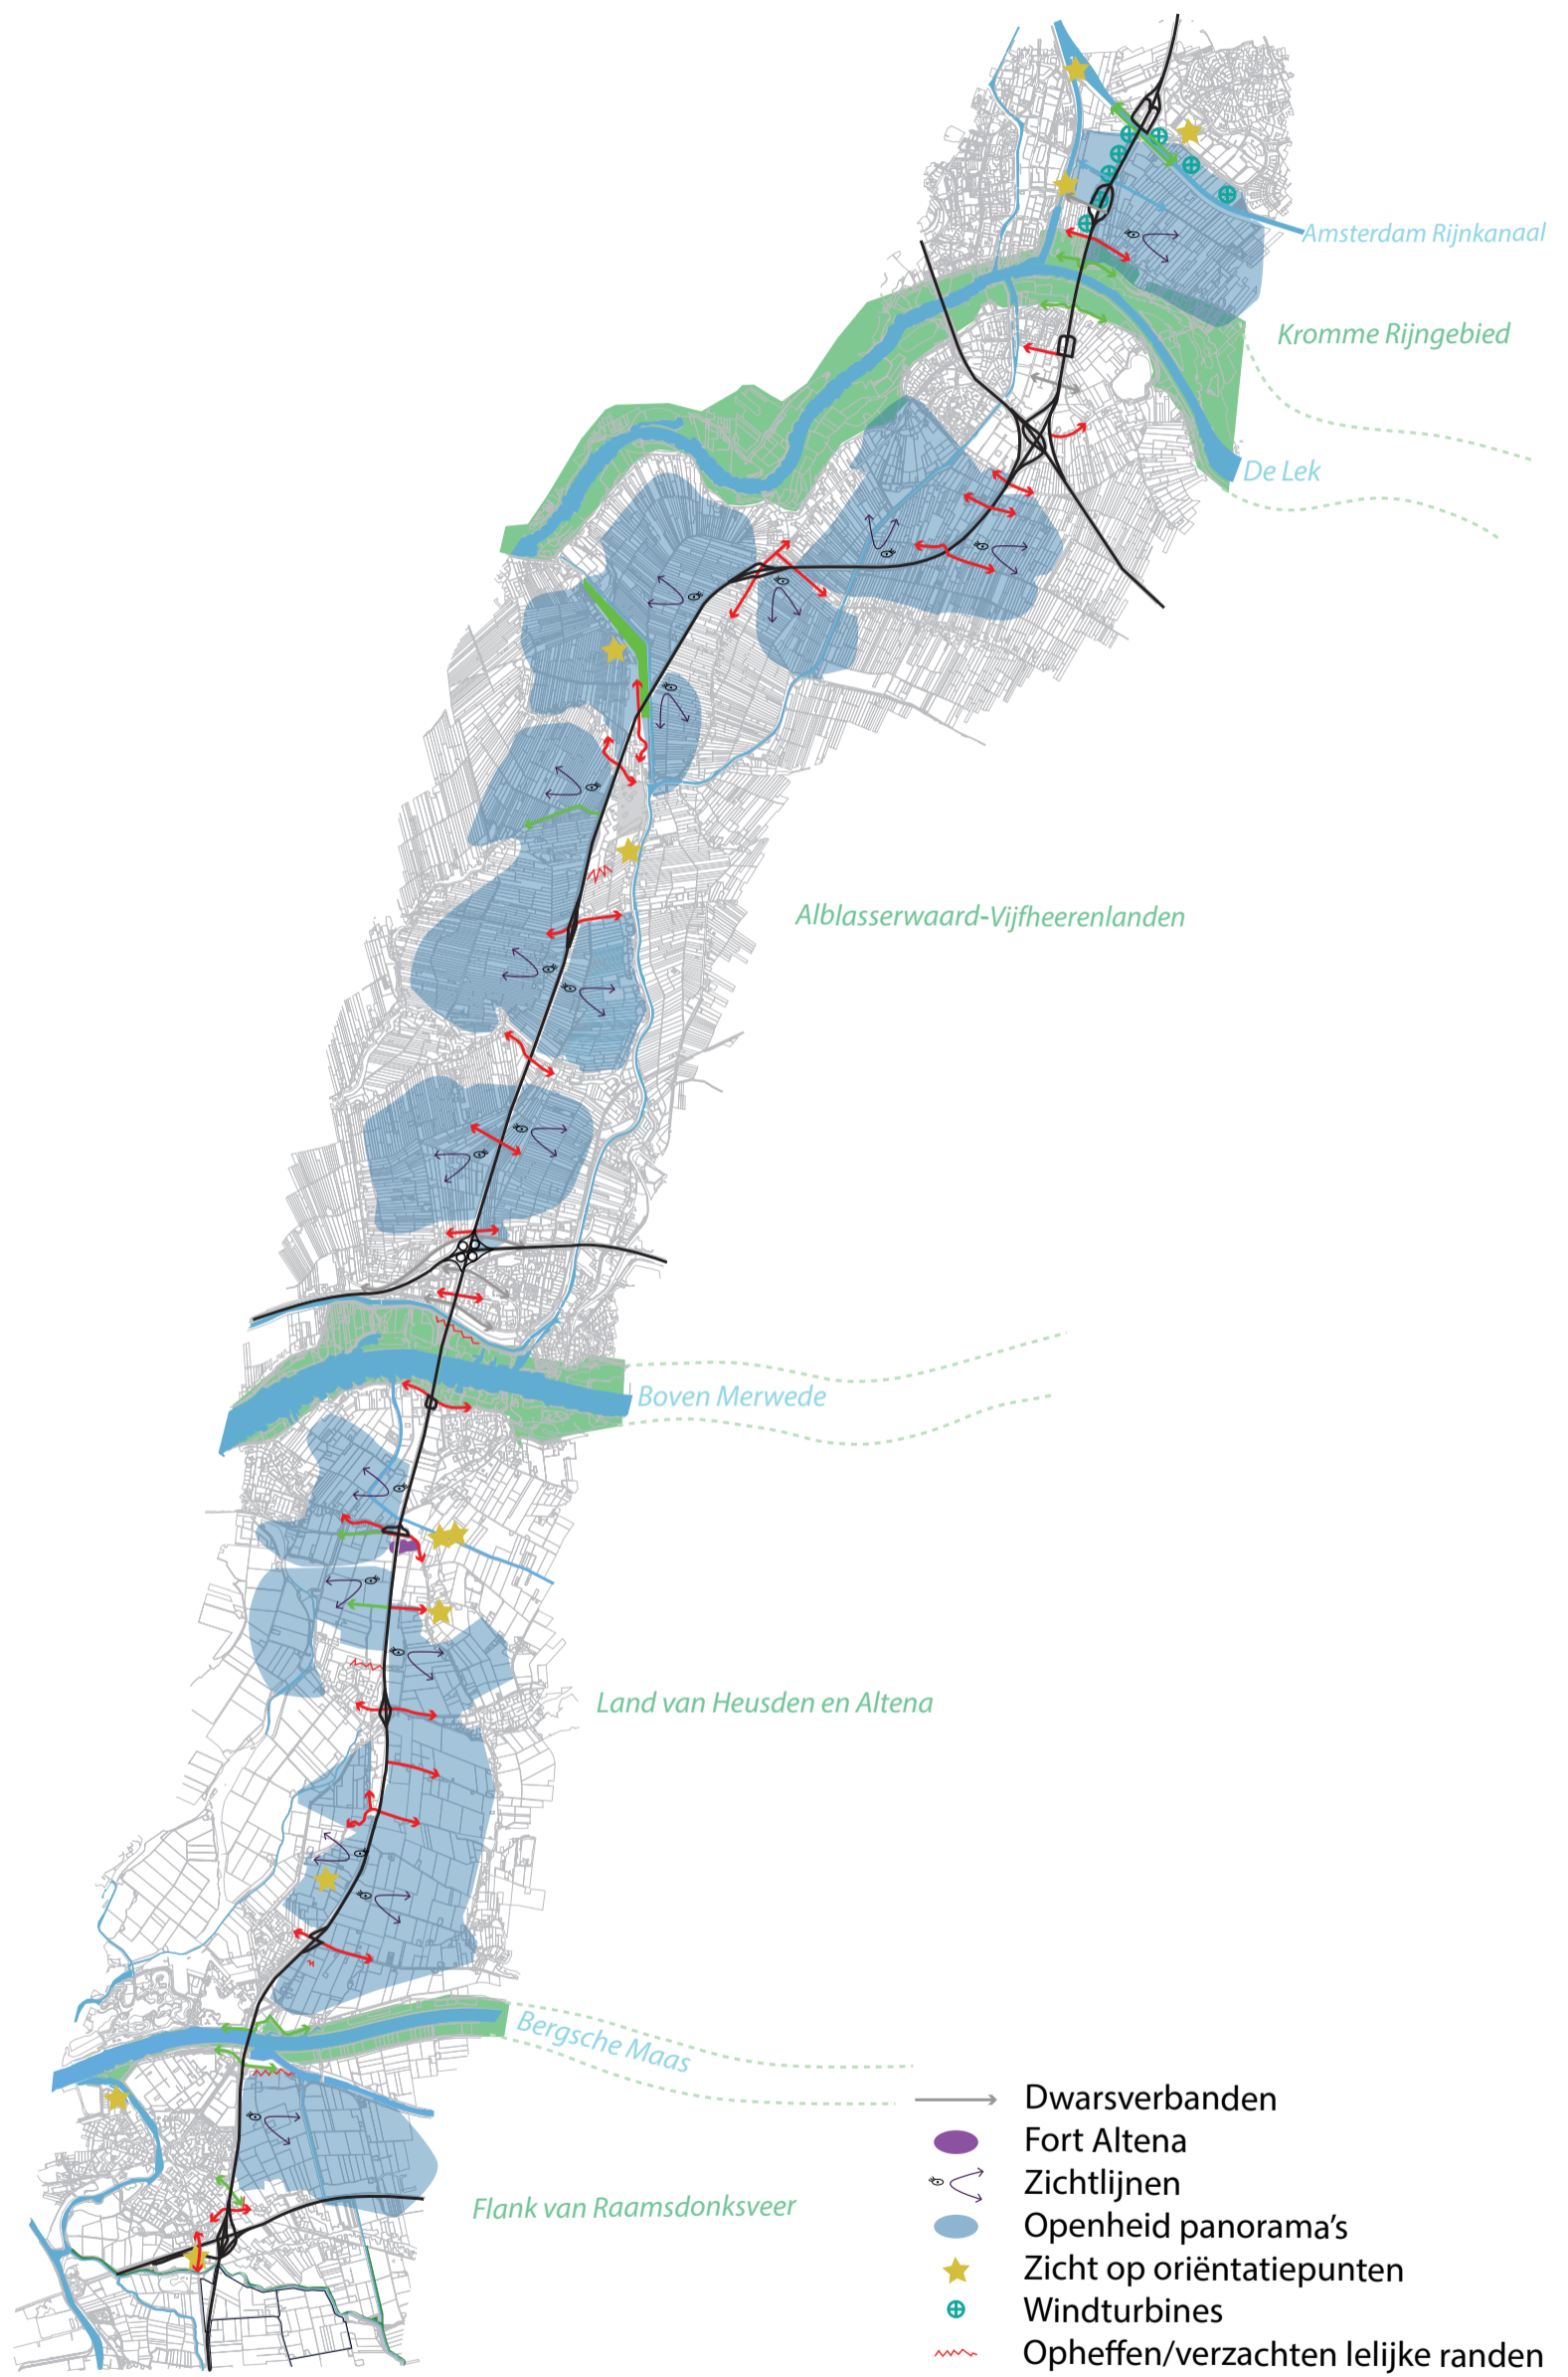 Amsterdam Rijnkanaal
Kromme Rijngebied
De Lek
Alblasserwaard-Vijfheerenlanden
Boven Merwede
Land van Heusden en Altena
Bergsche Maas
Flank van Raamsdonksveer
Dwarsverbanden
Fort Altena
Zichtlijnen
Openheid panorama's
Zicht op oriëntatiepunten
Windturbines
Opheffen/verzachten lelijke randen